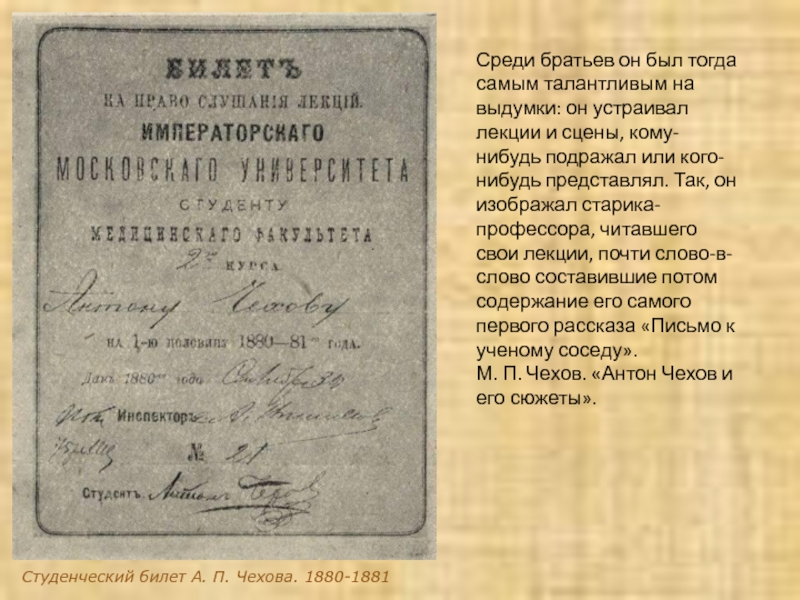 БИЛЕТЪ
НА ПРАВО СЛУШАНІЯ ЛЕКЦІЙ.
ИМПЕРАТОРСКАГО
МОСКОВСКАГО УНИВЕРСИТЕТА
СТУДЕНТУ
МЕДИЦИНСКАГО ФАКУЛЬТЕТА
2го КУРСА
Антону Чехову
на 1-ю половину 1880—81го года.
Данъ 1880го года
Инспекторъ
№ 21
Студентъ Антонъ Чехов
Студенческий билет А. П. Чехова. 1880-1881
Среди братьев он был тогда
самым талантливым на
выдумки: он устраивал
лекции и сцены, кому-
нибудь подражал или кого-
нибудь представлял. Так, он
изображал старика-
профессора, читавшего
свои лекции, почти слово-в-
слово составившие потом
содержание его самого
первого рассказа «Письмо к
ученому соседу».
М. П. Чехов. «Антон Чехов и
его сюжеты».